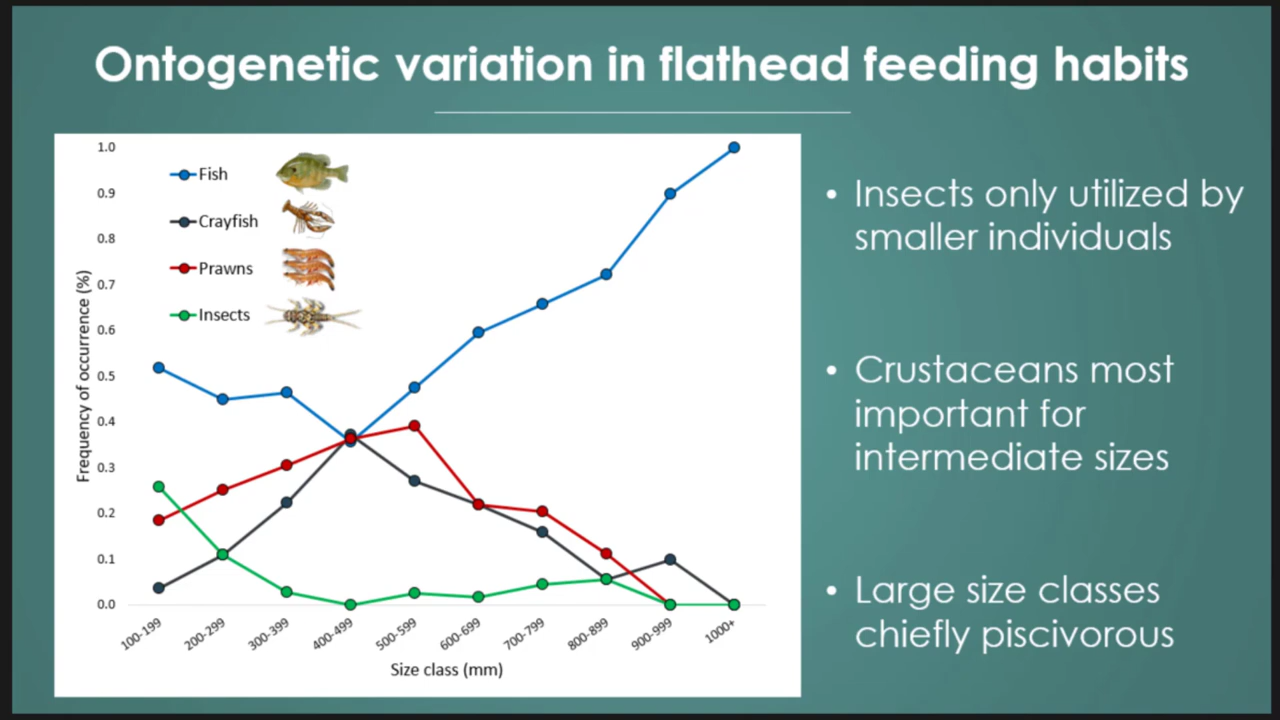 Ontogenetic variation in flathead feeding habits
1.0
0.9
0.8
0.7
0.6
0.5
0.4
0.3
0.2
0.1
0.0
Frequency of occurrence (%)
Fish
Crayfish
Prawns
Insects
100-199
200-299
300-399
400-499
500-599
600-699
700-799
800-899
900-999
1000+
Size class (mm)
• Insects only utilized by
smaller individuals
• Crustaceans most
important for
intermediate sizes
• Large size classes
chiefly piscivorous